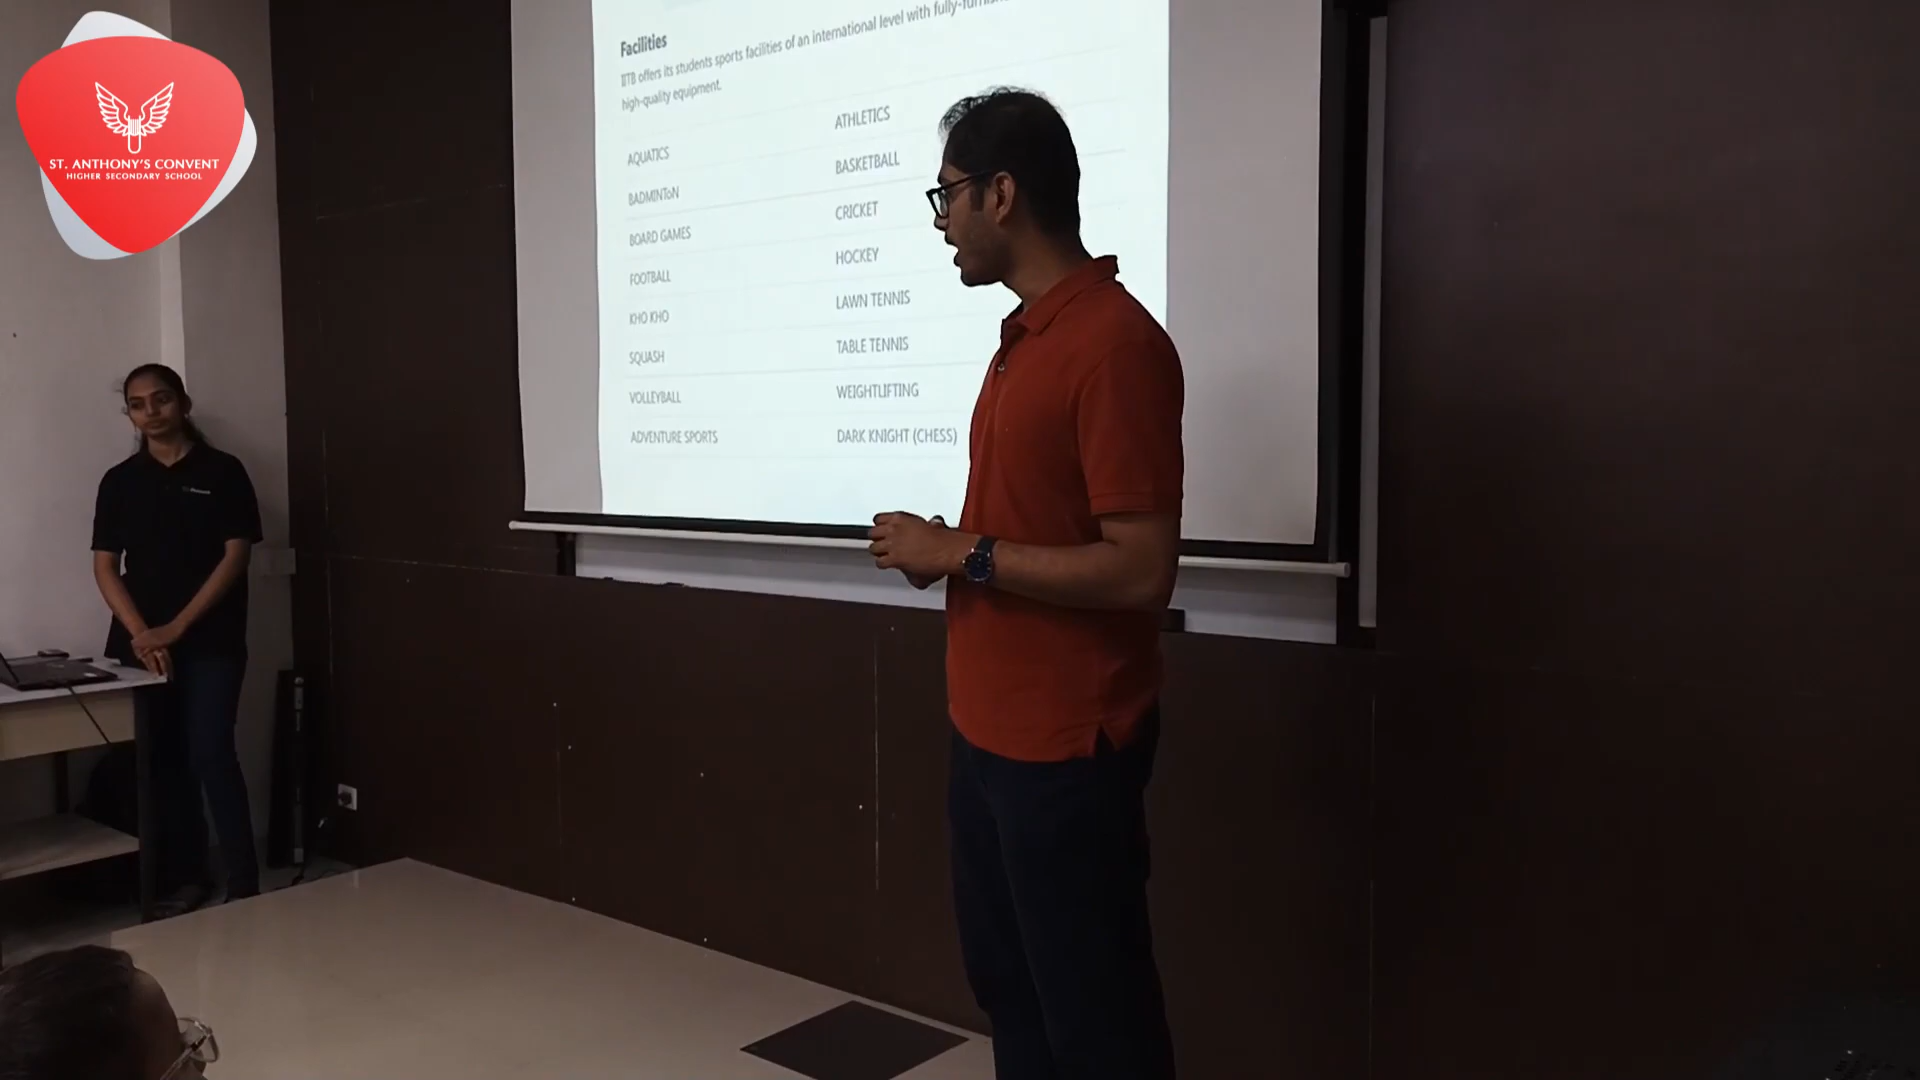 ST. ANTHONY'S CONVENT
HIGHER SECONDARY SCHOOL
Facilities
IITB offers its students sports facilities of an international level with
high-quality equipment.
AQUATICS
ATHLETICS
BADMINToN
BASKETBALL
BOARD GAMES
CRICKET
FOOTBALL
HOCKEY
KHO KHO
LAWN TENNIS
SQUASH
TABLE TENNIS
VOLLEYBALL
WEIGHTLIFTING
ADVENTURE SPORTS
DARK KNIGHT (CHESS)